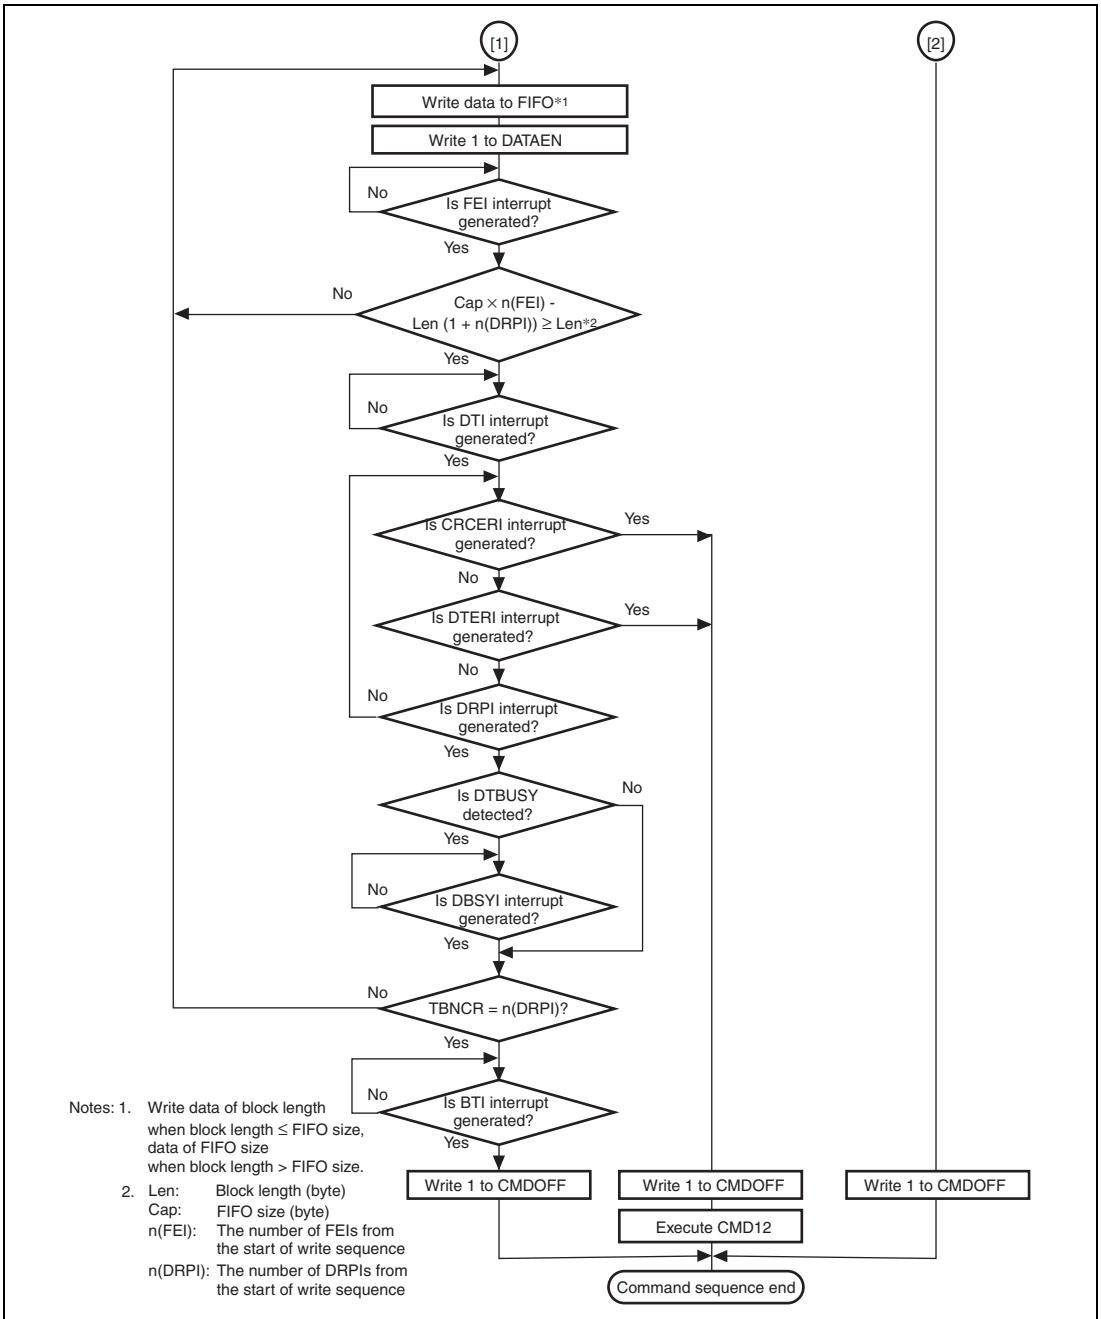 [1]
[2]
Write data to FIFO*1
Write 1 to DATAEN
No
Is FEI interrupt
generated?
Yes
No
Cap × n(FEI) -
Len (1 + n(DRPI)) ≥ Len*2
Yes
No
Is DTI interrupt
generated?
Yes
Is CRCERI interrupt
generated?
Yes
No
Is DTERI interrupt
generated?
Yes
No
No
Is DRPI interrupt
generated?
Yes
Is DTBUSY
detected?
No
Yes
No
Is DBSYI interrupt
generated?
Yes
No
TBNCR = n(DRPI)?
Yes
No
Is BTI interrupt
generated?
Yes
Write 1 to CMDOFF
Write 1 to CMDOFF
Write 1 to CMDOFF
Execute CMD12
Command sequence end
Notes: 1. Write data of block length
when block length ≤ FIFO size,
data of FIFO size
when block length > FIFO size.
2. Len: Block length (byte)
Cap: FIFO size (byte)
n(FEI): The number of FEIs from
the start of write sequence
n(DRPI): The number of DRPIs from
the start of write sequence